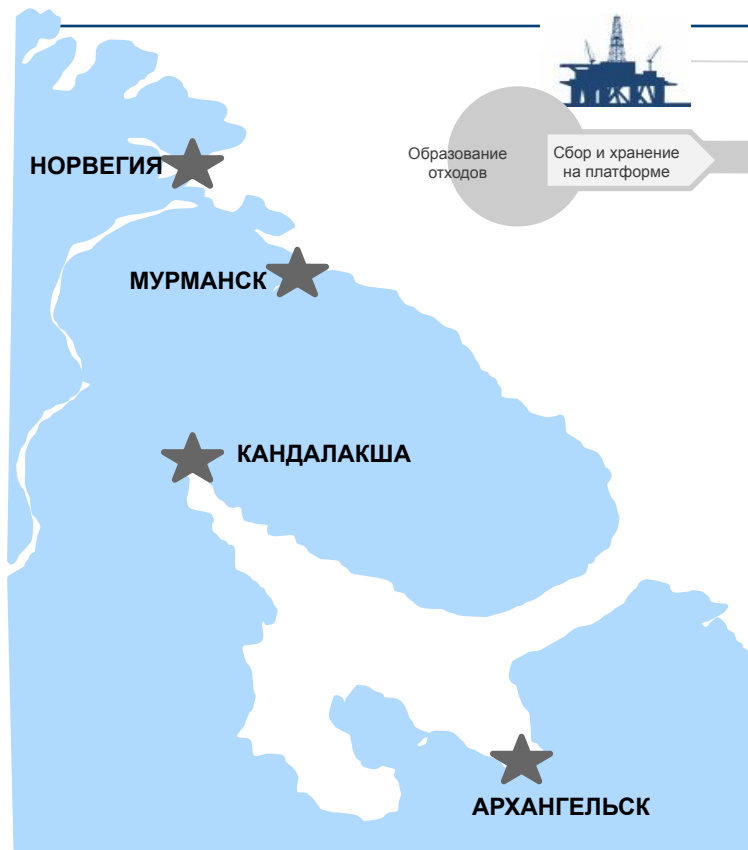 Образование
отходов
Сбор и хранение
на платформе
НОРВЕГИЯ
МУРМАНСК
КАНДАЛАКША
АРХАНГЕЛЬСК